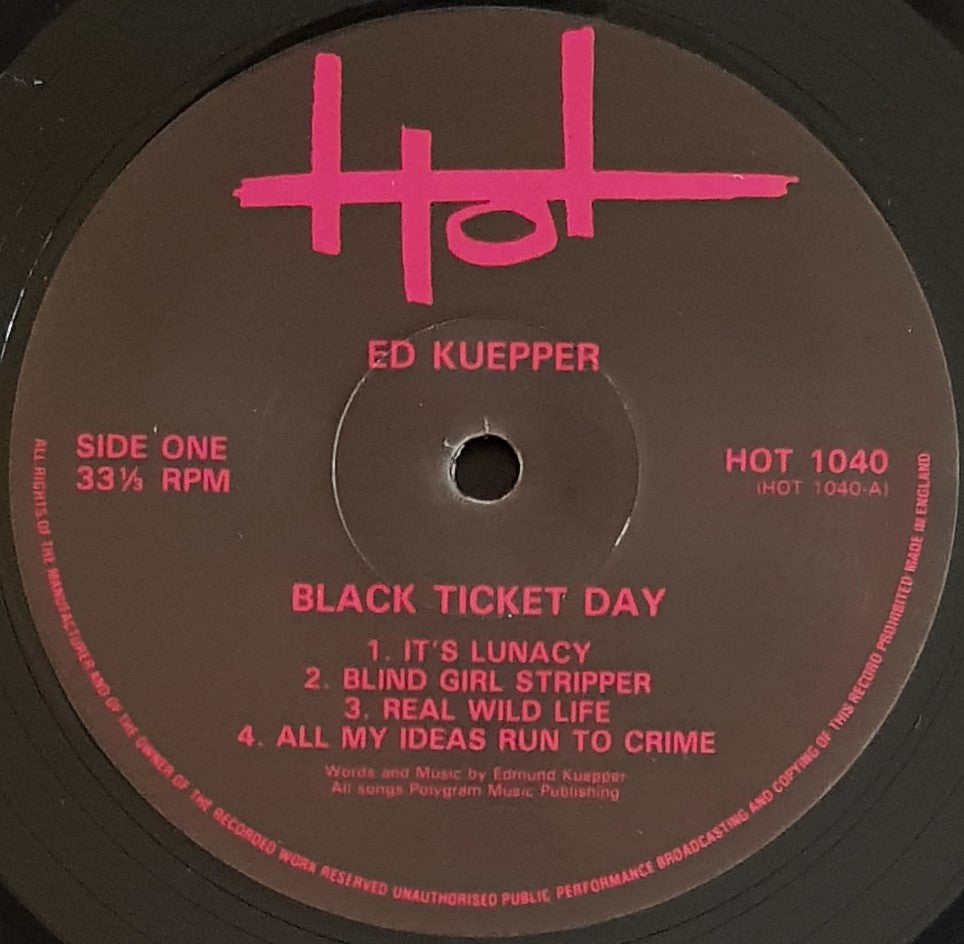 Hot
ED KUEPPER
SIDE ONE
33⅓ RPM
HOT 1040
(HOT 1040-A)
BLACK TICKET DAY
1. IT'S LUNACY
2. BLIND GIRL STRIPPER
3. REAL WILD LIFE
4. ALL MY IDEAS RUN TO CRIME
Words and Music by Edmund Kuepper
All songs Polygram Music Publishing
ALL RIGHTS OF THE MANUFACTURER AND OF THE OWNER OF THE RECORDED WORK RESERVED UNAUTHORISED PUBLIC PERFORMANCE BROADCASTING AND COPYING OF THIS RECORD PROHIBITED MADE IN ENGLAND